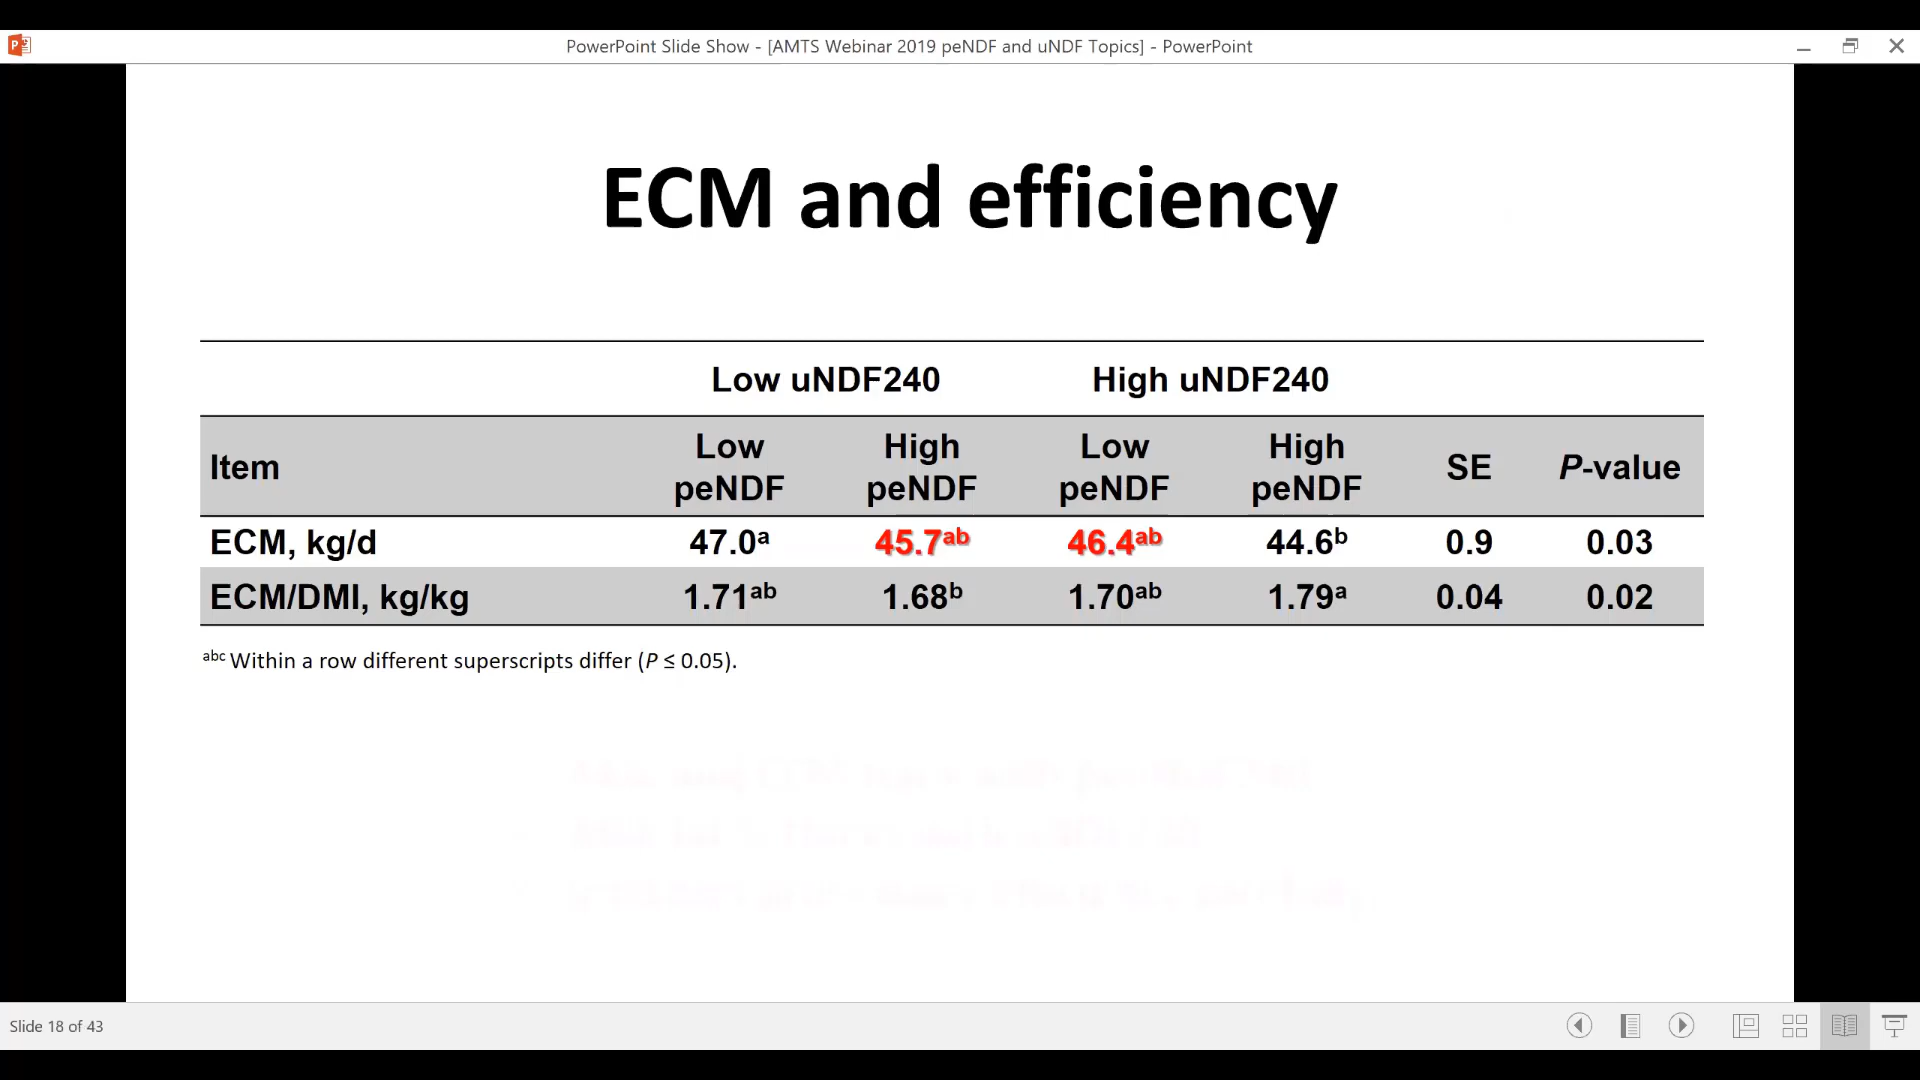 PowerPoint Slide Show - [AMTS Webinar 2019 peNDF and uNDF Topics] - PowerPoint
ECM and efficiency
Low uNDF240 High uNDF240
Item Low peNDF High peNDF Low peNDF High peNDF SE P-value
ECM, kg/d 47.0ᵃ 45.7ᵃᵇ 46.4ᵃᵇ 44.6ᵇ 0.9 0.03
ECM/DMI, kg/kg 1.71ᵃᵇ 1.68ᵇ 1.70ᵃᵇ 1.79ᵃ 0.04 0.02
ᵃᵇᶜ Within a row different superscripts differ (P ≤ 0.05).
Slide 18 of 43